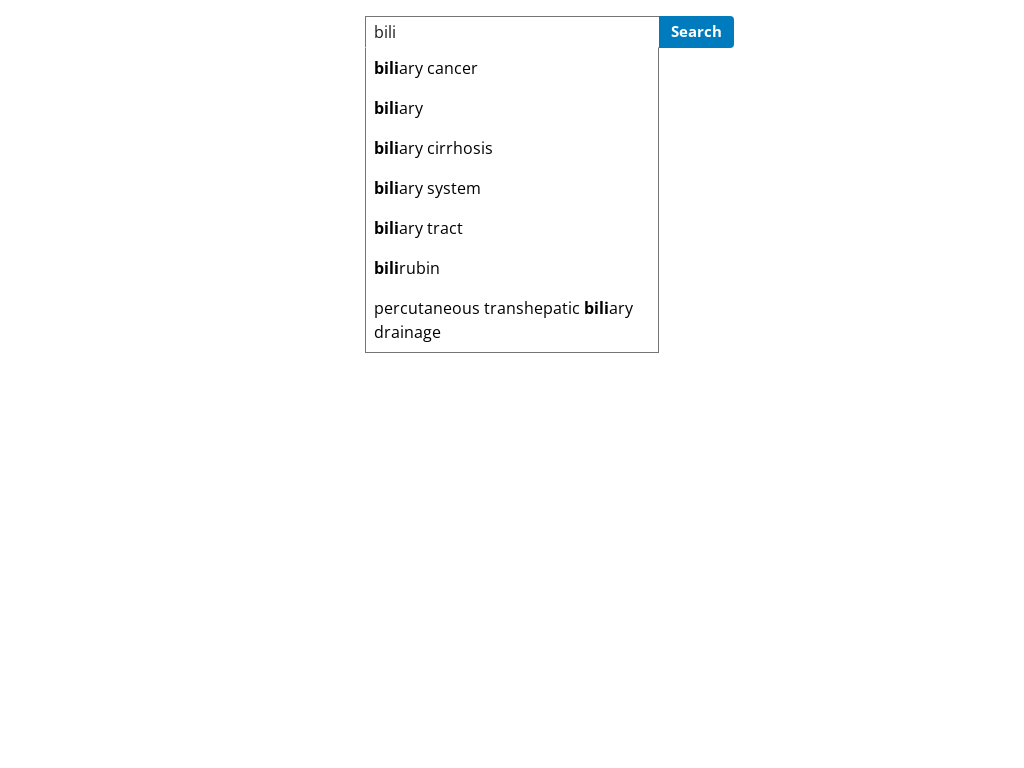 bili
Search
biliary cancer
biliary
biliary cirrhosis
biliary system
biliary tract
bilirubin
percutaneous transhepatic biliary
drainage